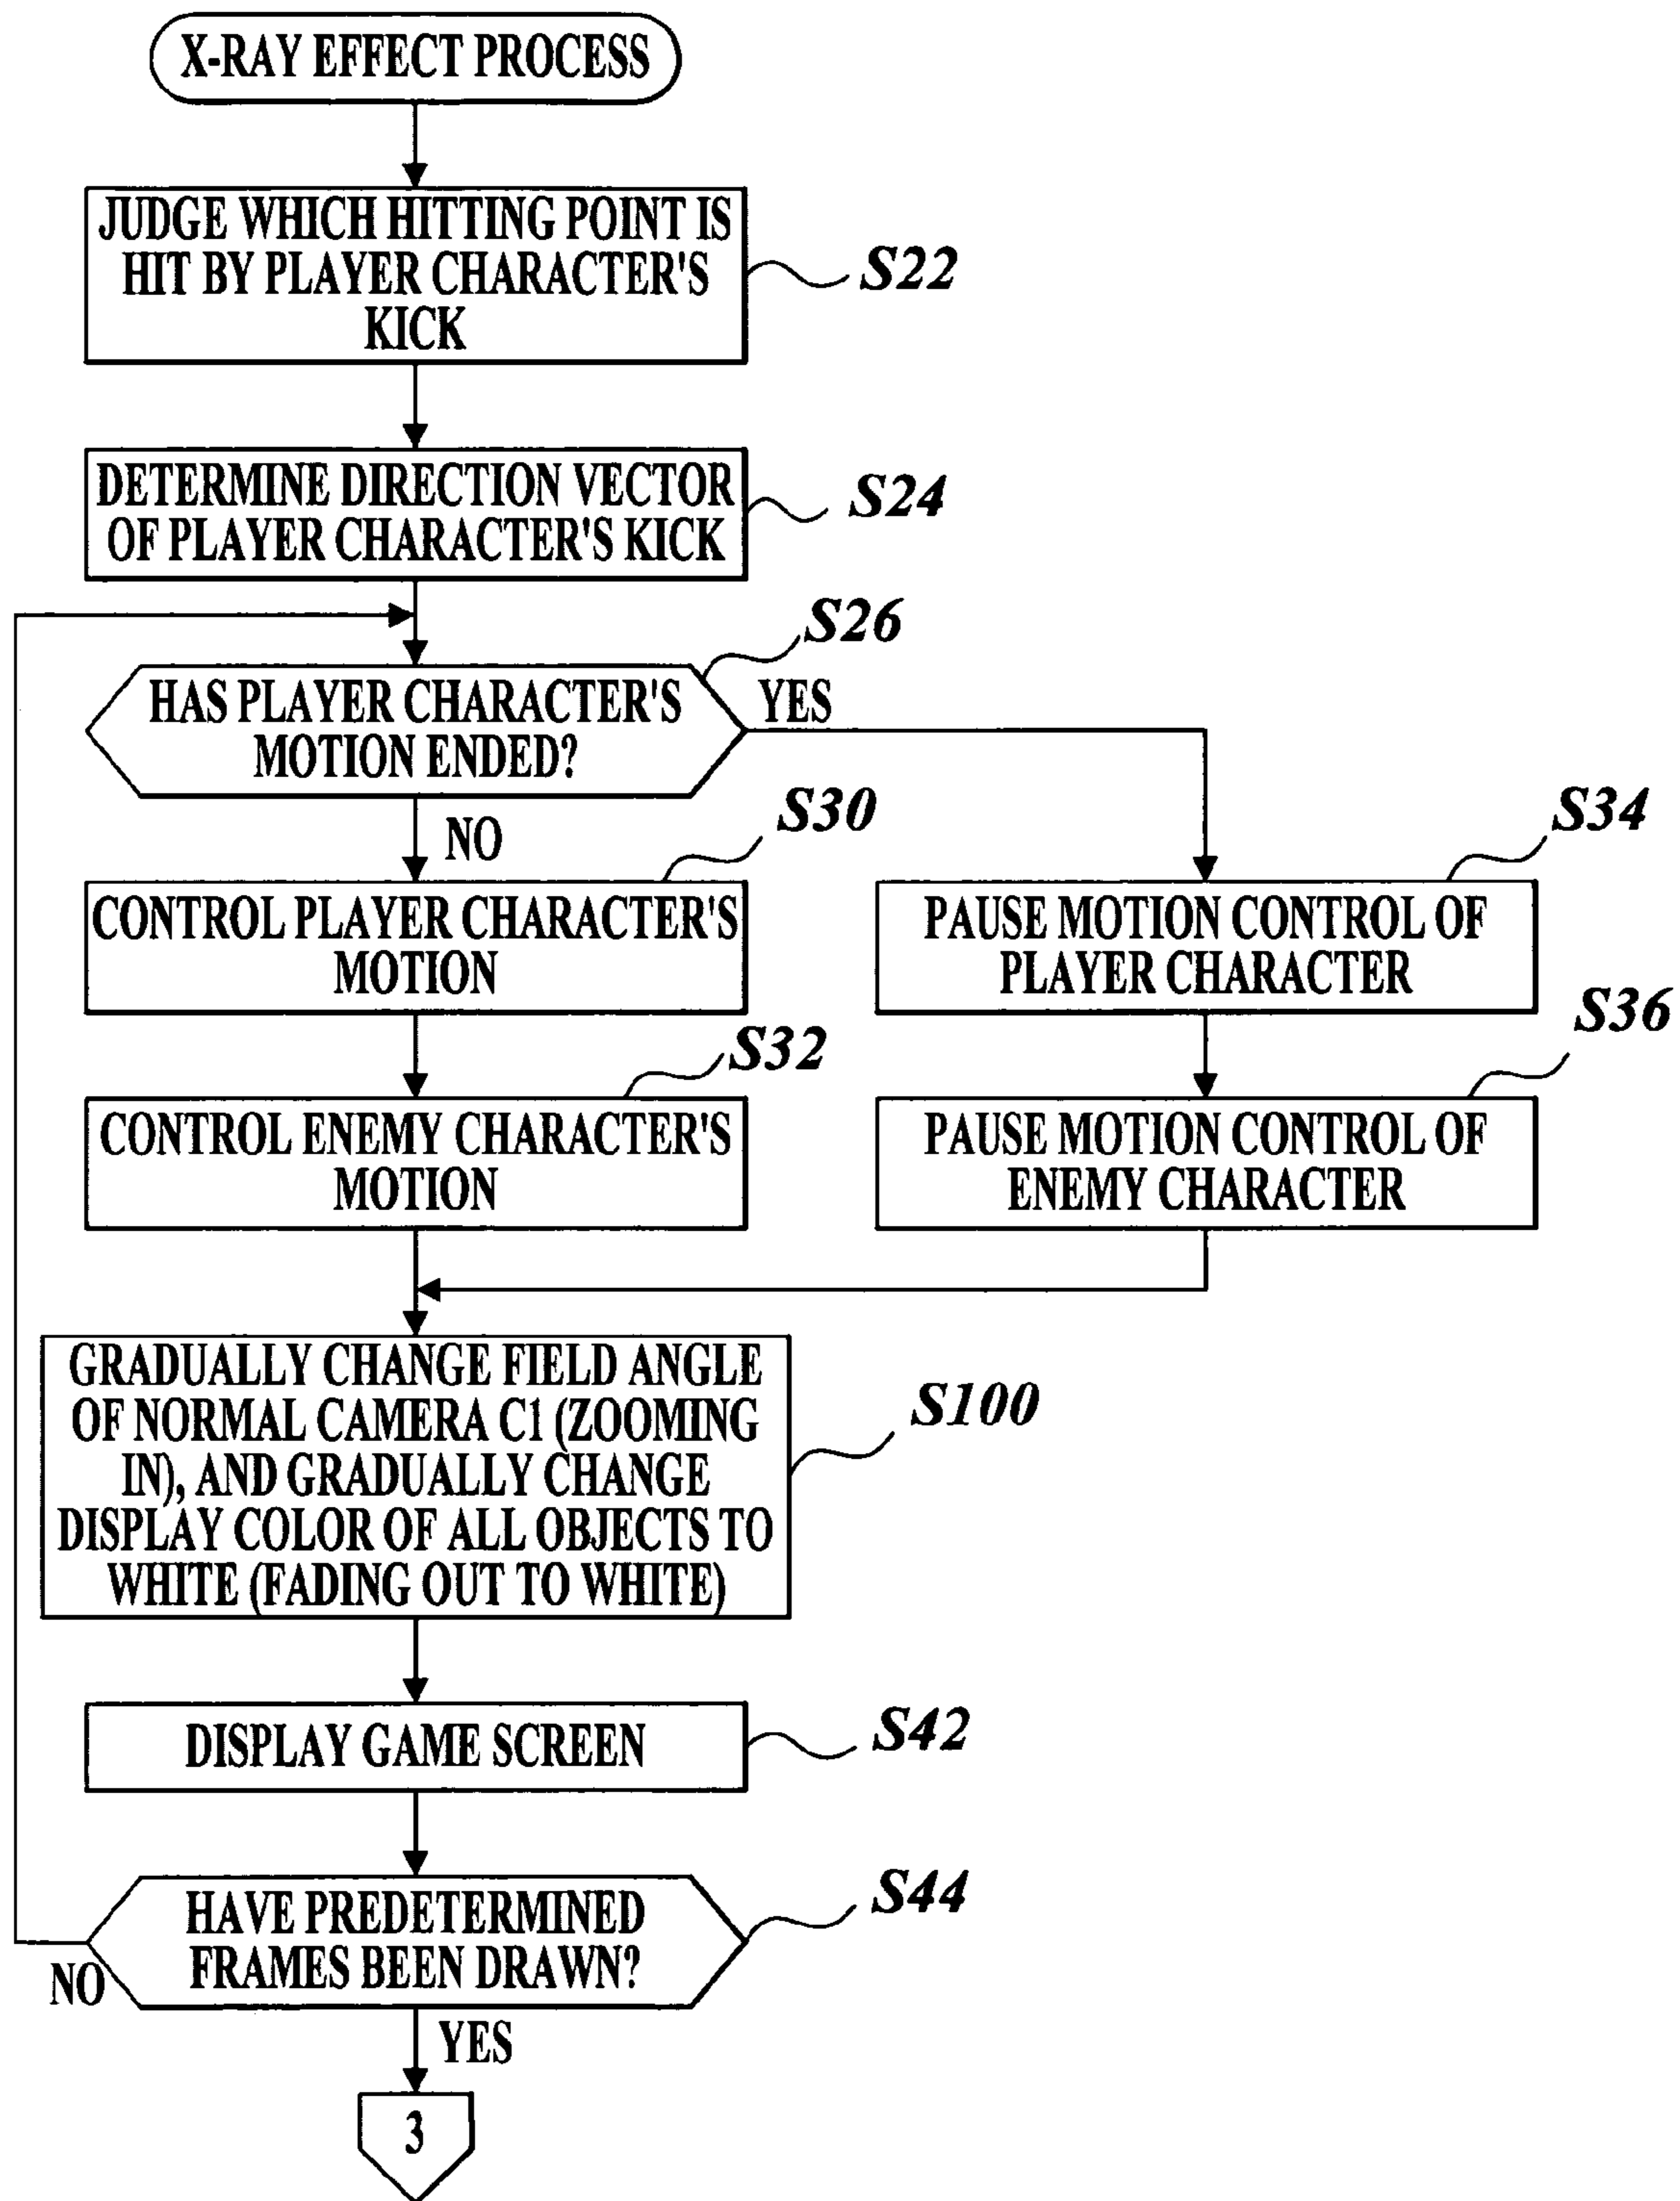 X-RAY EFFECT PROCESS
JUDGE WHICH HITTING POINT IS
HIT BY PLAYER CHARACTER'S
KICK
S22
DETERMINE DIRECTION VECTOR
OF PLAYER CHARACTER'S KICK
S24
HAS PLAYER CHARACTER'S
MOTION ENDED?
S26
YES
NO
CONTROL PLAYER CHARACTER'S
MOTION
S30
PAUSE MOTION CONTROL OF
PLAYER CHARACTER
S34
CONTROL ENEMY CHARACTER'S
MOTION
S32
PAUSE MOTION CONTROL OF
ENEMY CHARACTER
S36
GRADUALLY CHANGE FIELD ANGLE
OF NORMAL CAMERA C1 (ZOOMING
IN), AND GRADUALLY CHANGE
DISPLAY COLOR OF ALL OBJECTS TO
WHITE (FADING OUT TO WHITE)
S100
DISPLAY GAME SCREEN
S42
HAVE PREDETERMINED
FRAMES BEEN DRAWN?
S44
NO
YES
3